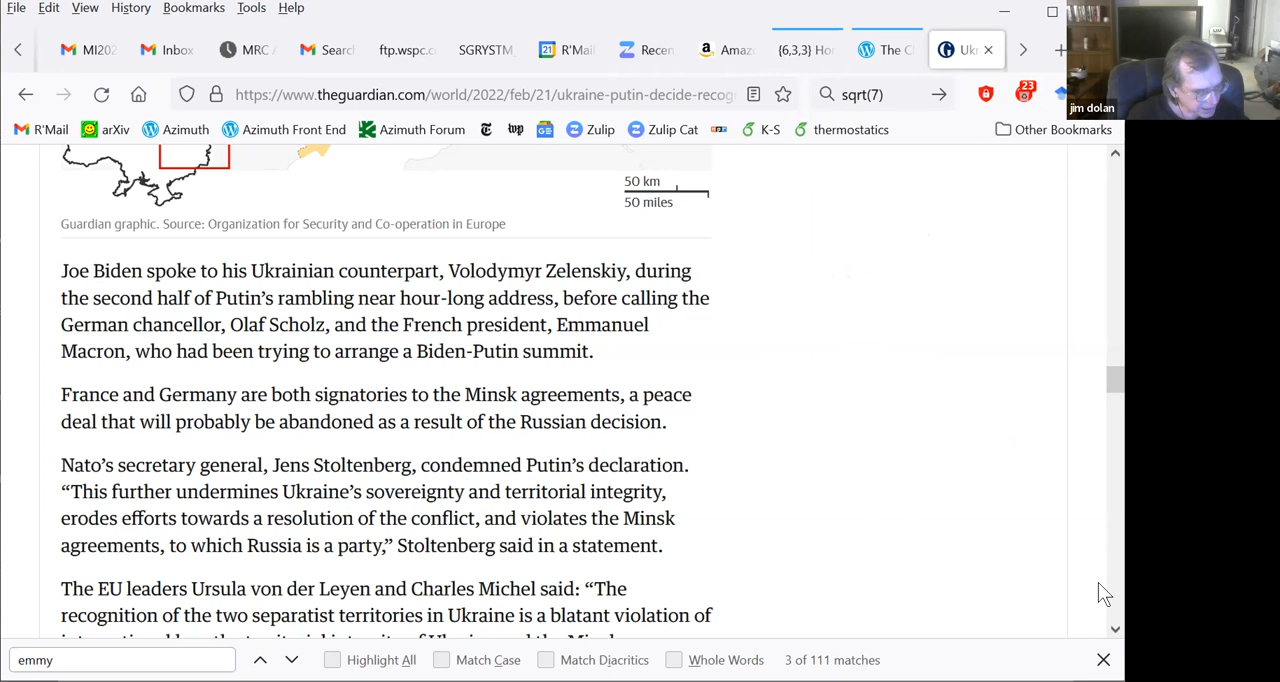 File Edit View History Bookmarks Tools Help
MI202 Inbox MRC / Search ftp.wspc.c SGRYSTM R'Mail Recen Amaz {6,3,3} Ho The C Ukr
https://www.theguardian.com/world/2022/feb/21/ukraine-putin-decide-recog sqrt(7) 23
jim dolan
R'Mail arXiv Azimuth Azimuth Front End Azimuth Forum wp Zulip Zulip Cat K-S thermostatics Other Bookmarks
50 km
50 miles
Guardian graphic. Source: Organization for Security and Co-operation in Europe
Joe Biden spoke to his Ukrainian counterpart, Volodymyr Zelenskiy, during
the second half of Putin's rambling near hour-long address, before calling the
German chancellor, Olaf Scholz, and the French president, Emmanuel
Macron, who had been trying to arrange a Biden-Putin summit.
France and Germany are both signatories to the Minsk agreements, a peace
deal that will probably be abandoned as a result of the Russian decision.
Nato's secretary general, Jens Stoltenberg, condemned Putin's declaration.
“This further undermines Ukraine's sovereignty and territorial integrity,
erodes efforts towards a resolution of the conflict, and violates the Minsk
agreements, to which Russia is a party,” Stoltenberg said in a statement.
The EU leaders Ursula von der Leyen and Charles Michel said: “The
recognition of the two separatist territories in Ukraine is a blatant violation of
emmy Highlight All Match Case Match Diacritics Whole Words 3 of 111 matches